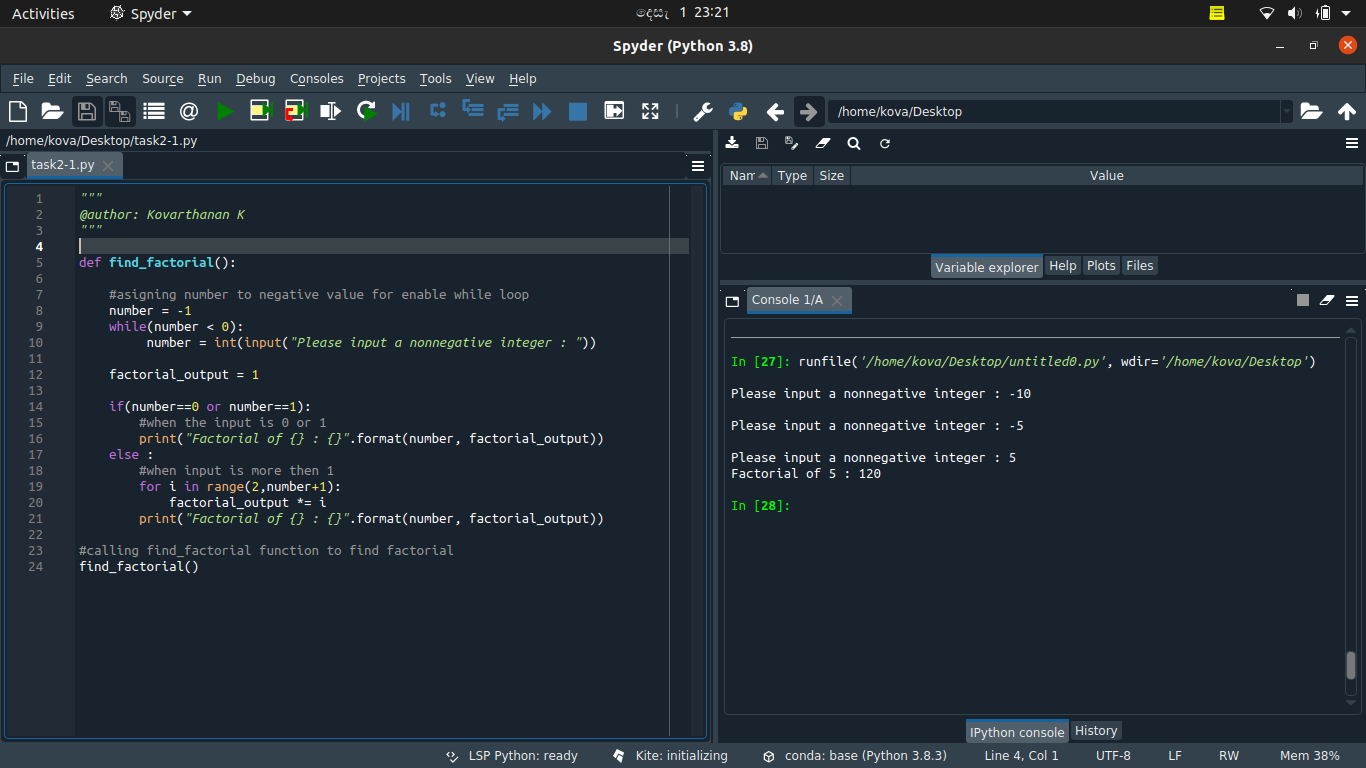 Activities Spyder දෙසැ 1 23:21
Spyder (Python 3.8)
File Edit Search Source Run Debug Consoles Projects Tools View Help
/home/kova/Desktop
/home/kova/Desktop/task2-1.py
task2-1.py
1 """
2 @author: Kovarthanan K
3 """
4
5 def find_factorial():
6
7 #asigning number to negative value for enable while loop
8 number = -1
9 while(number < 0):
10 number = int(input("Please input a nonnegative integer : "))
11
12 factorial_output = 1
13
14 if(number==0 or number==1):
15 #when the input is 0 or 1
16 print("Factorial of {} : {}".format(number, factorial_output))
17 else :
18 #when input is more then 1
19 for i in range(2,number+1):
20 factorial_output *= i
21 print("Factorial of {} : {}".format(number, factorial_output))
22
23 #calling find_factorial function to find factorial
24 find_factorial()
Nam Type Size Value
Variable explorer Help Plots Files
Console 1/A
In [27]: runfile('/home/kova/Desktop/untitled0.py', wdir='/home/kova/Desktop')
Please input a nonnegative integer : -10
Please input a nonnegative integer : -5
Please input a nonnegative integer : 5
Factorial of 5 : 120
In [28]:
IPython console History
LSP Python: ready Kite: initializing conda: base (Python 3.8.3) Line 4, Col 1 UTF-8 LF RW Mem 38%